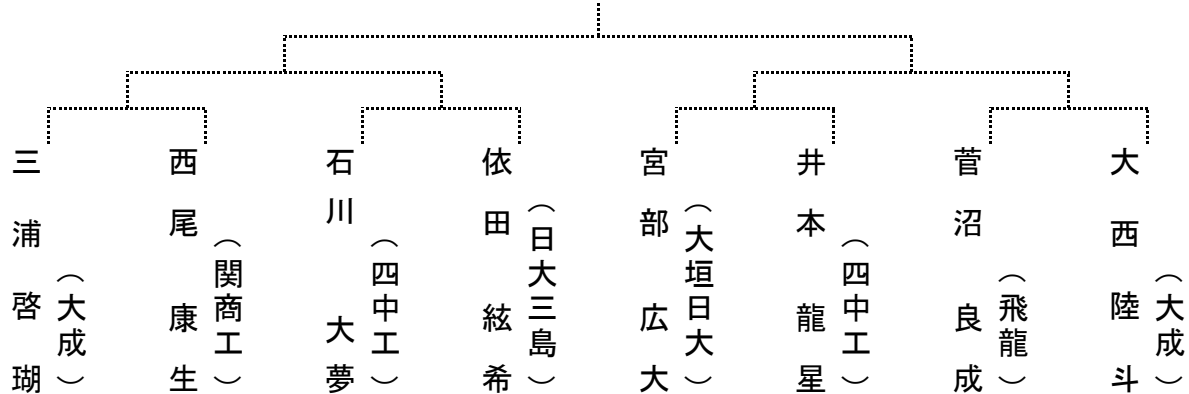 三浦啓瑚
（大成）
西尾康生
（関商工）
石川大夢
（四中工）
依田絃希
（日大三島）
宮部広大
（大垣日大）
井本龍星
（四中工）
菅沼良成
（飛龍）
大西陸斗
（大成）